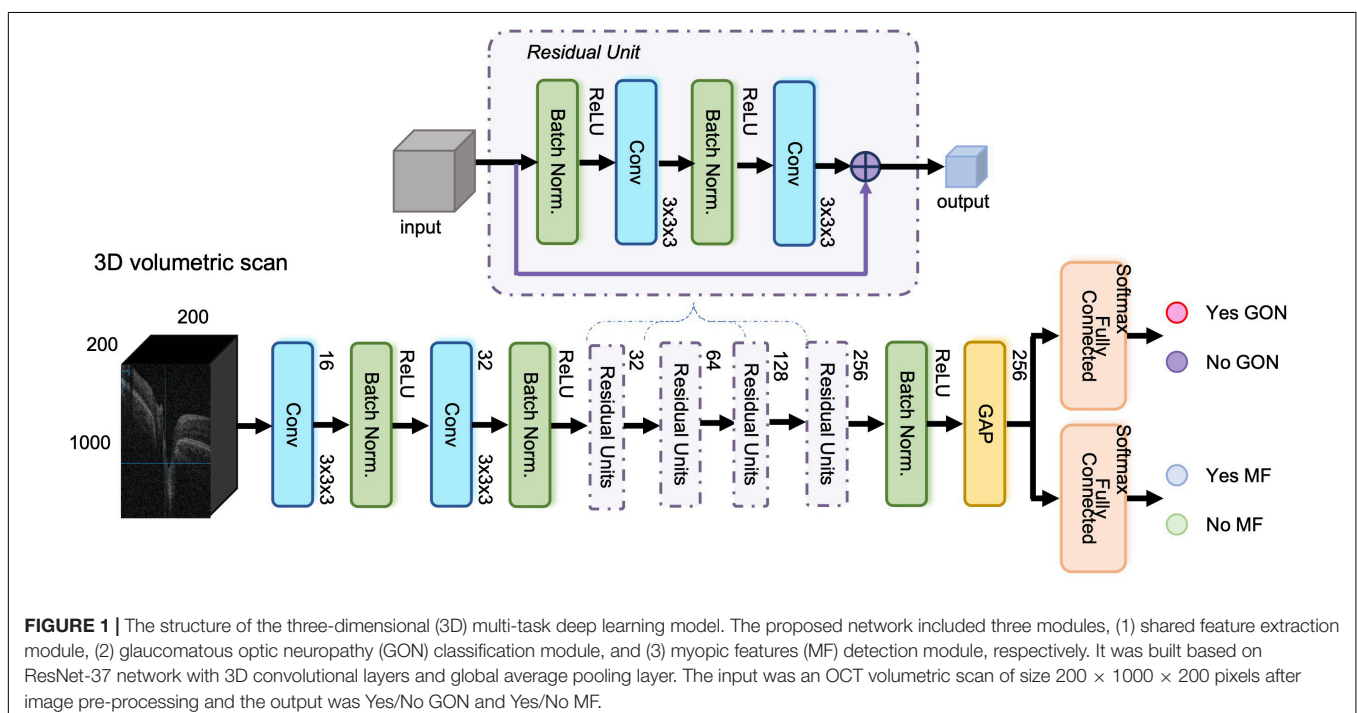 Residual Unit
Batch Norm.
ReLU
Conv
3x3x3
Batch Norm.
ReLU
Conv
3x3x3
input
output
3D volumetric scan
200
200
1000
Conv
16
3x3x3
Batch Norm.
ReLU
Conv
32
3x3x3
Batch Norm.
ReLU
Residual Units
32
Residual Units
64
Residual Units
128
Residual Units
256
Batch Norm.
ReLU
GAP
256
Fully
Connected
Softmax
Yes GON
No GON
Fully
Connected
Softmax
Yes MF
No MF
FIGURE 1 | The structure of the three-dimensional (3D) multi-task deep learning model. The proposed network included three modules, (1) shared feature extraction
module, (2) glaucomatous optic neuropathy (GON) classification module, and (3) myopic features (MF) detection module, respectively. It was built based on
ResNet-37 network with 3D convolutional layers and global average pooling layer. The input was an OCT volumetric scan of size 200 × 1000 × 200 pixels after
image pre-processing and the output was Yes/No GON and Yes/No MF.